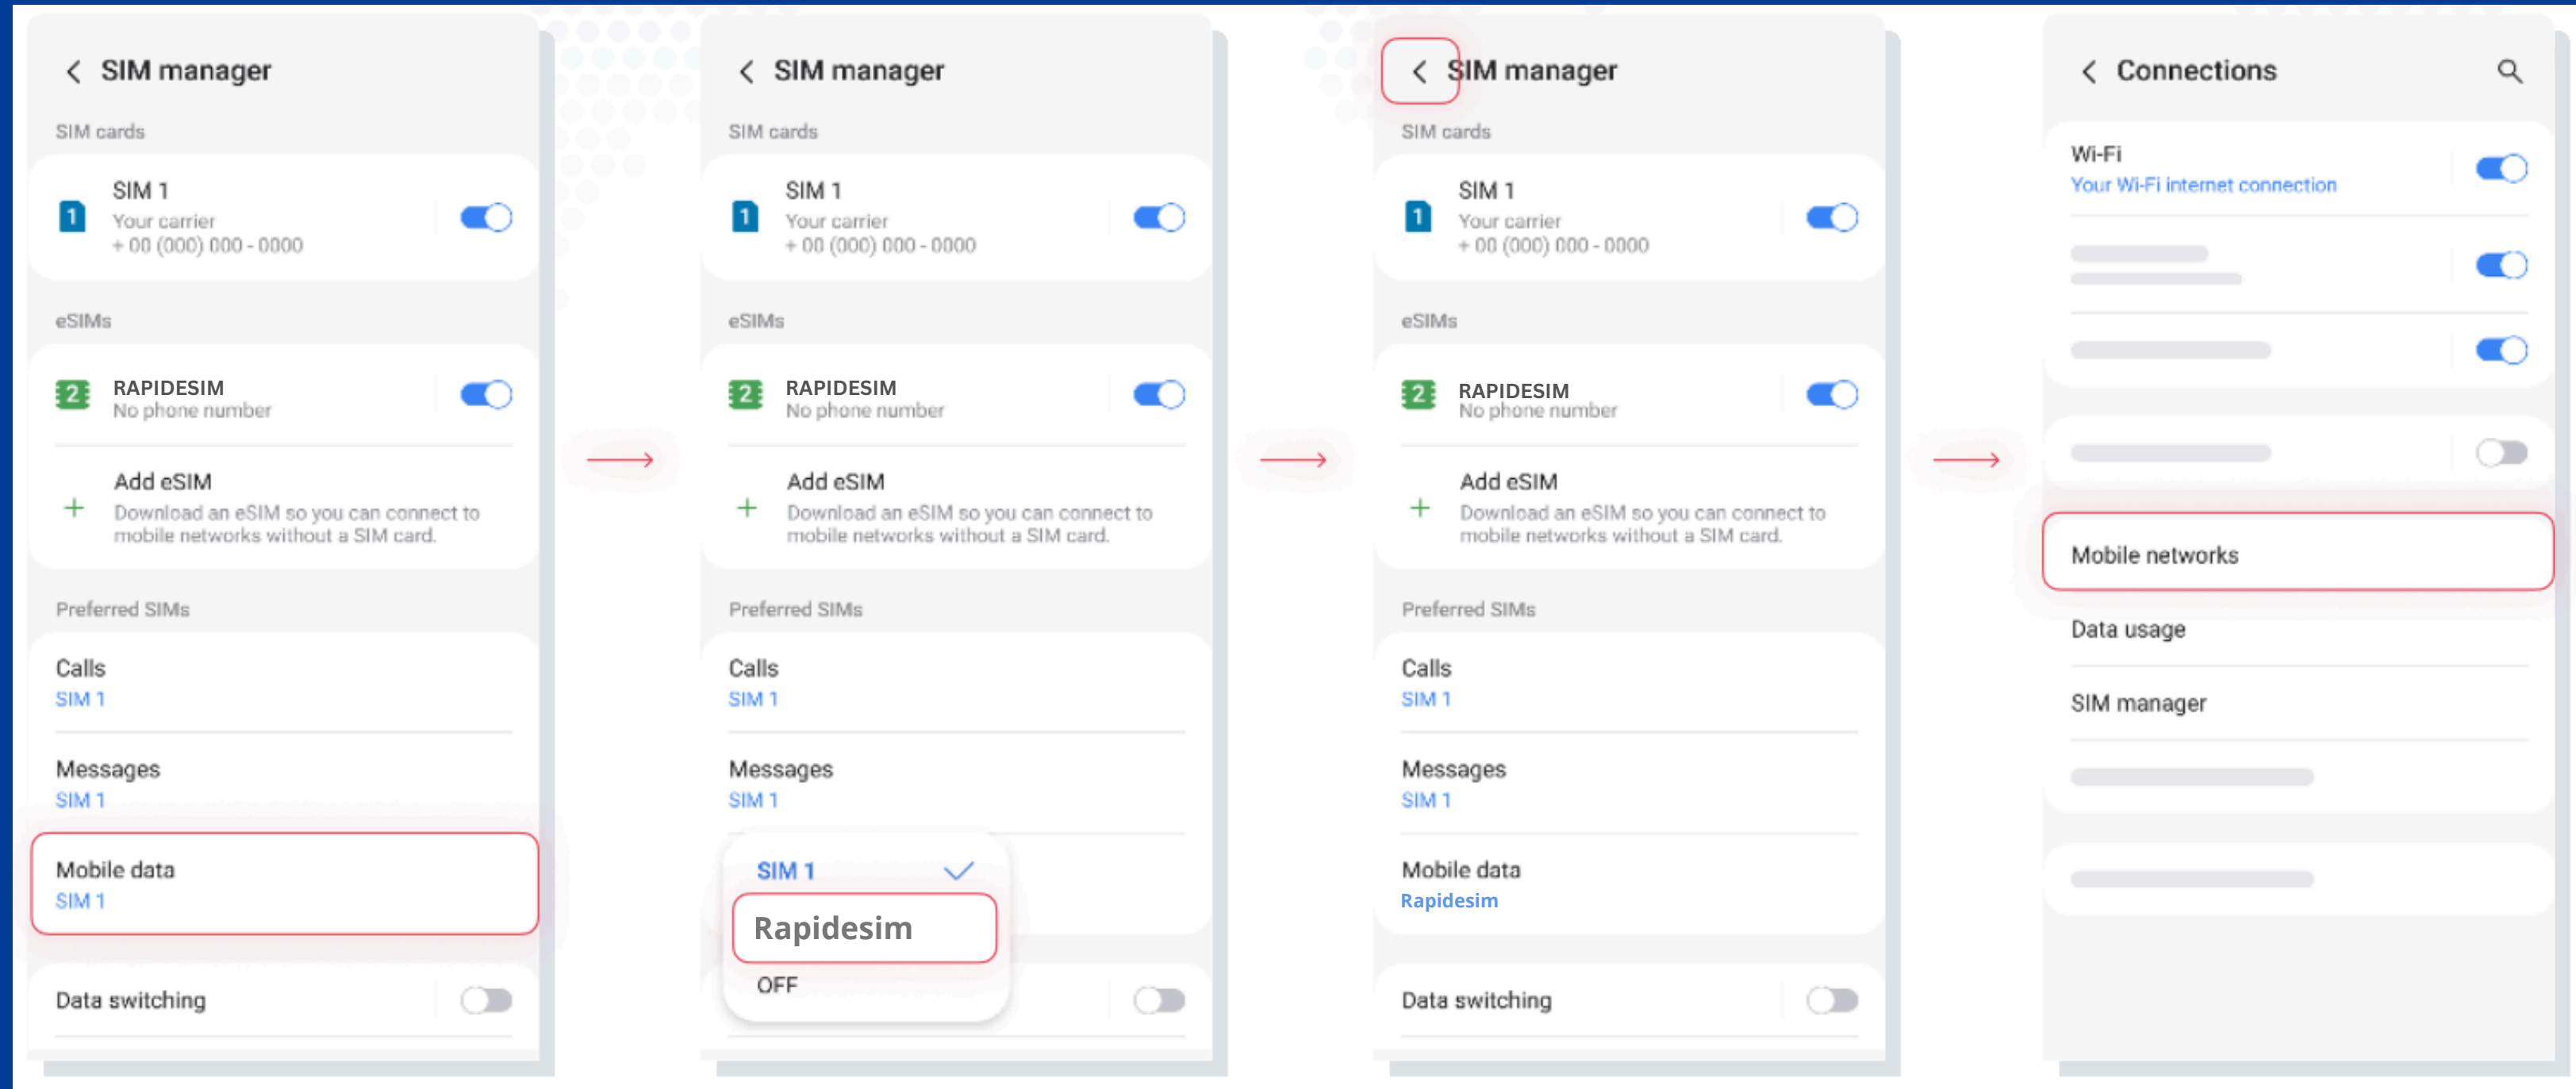 SIM manager
SIM cards
1
SIM 1
Your carrier
+ 00 (000) 000 - 0000
eSIMs
2
RAPIDESIM
No phone number
+
Add eSIM
Download an eSIM so you can connect to
mobile networks without a SIM card.
Preferred SIMs
Calls
SIM 1
Messages
SIM 1
Mobile data
SIM 1
Data switching
SIM manager
SIM cards
1
SIM 1
Your carrier
+ 00 (000) 000 - 0000
eSIMs
2
RAPIDESIM
No phone number
+
Add eSIM
Download an eSIM so you can connect to
mobile networks without a SIM card.
Preferred SIMs
Calls
SIM 1
Messages
SIM 1
SIM 1
Rapidesim
OFF
SIM manager
SIM cards
1
SIM 1
Your carrier
+ 00 (000) 000 - 0000
eSIMs
2
RAPIDESIM
No phone number
+
Add eSIM
Download an eSIM so you can connect to
mobile networks without a SIM card.
Preferred SIMs
Calls
SIM 1
Messages
SIM 1
Mobile data
Rapidesim
Data switching
Connections
Wi-Fi
Your Wi-Fi internet connection
Mobile networks
Data usage
SIM manager